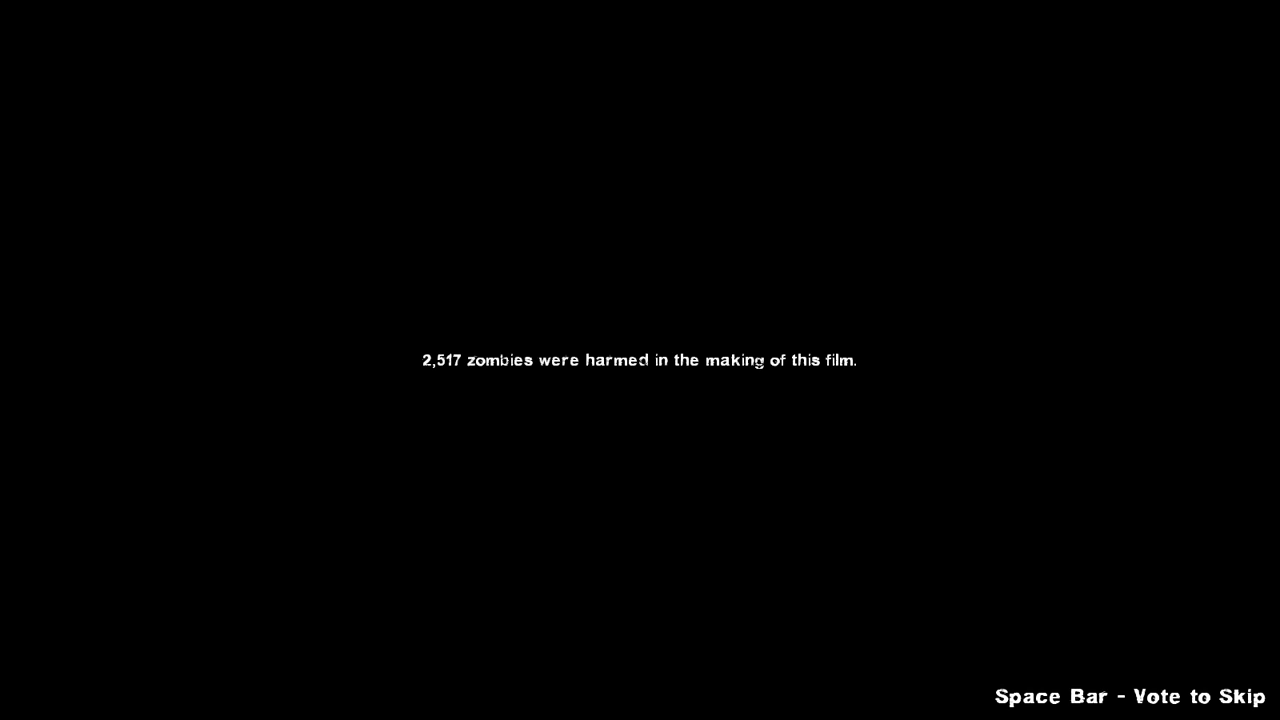 2,517 zombies were harmed in the making of this film.
Space Bar - Vote to Skip